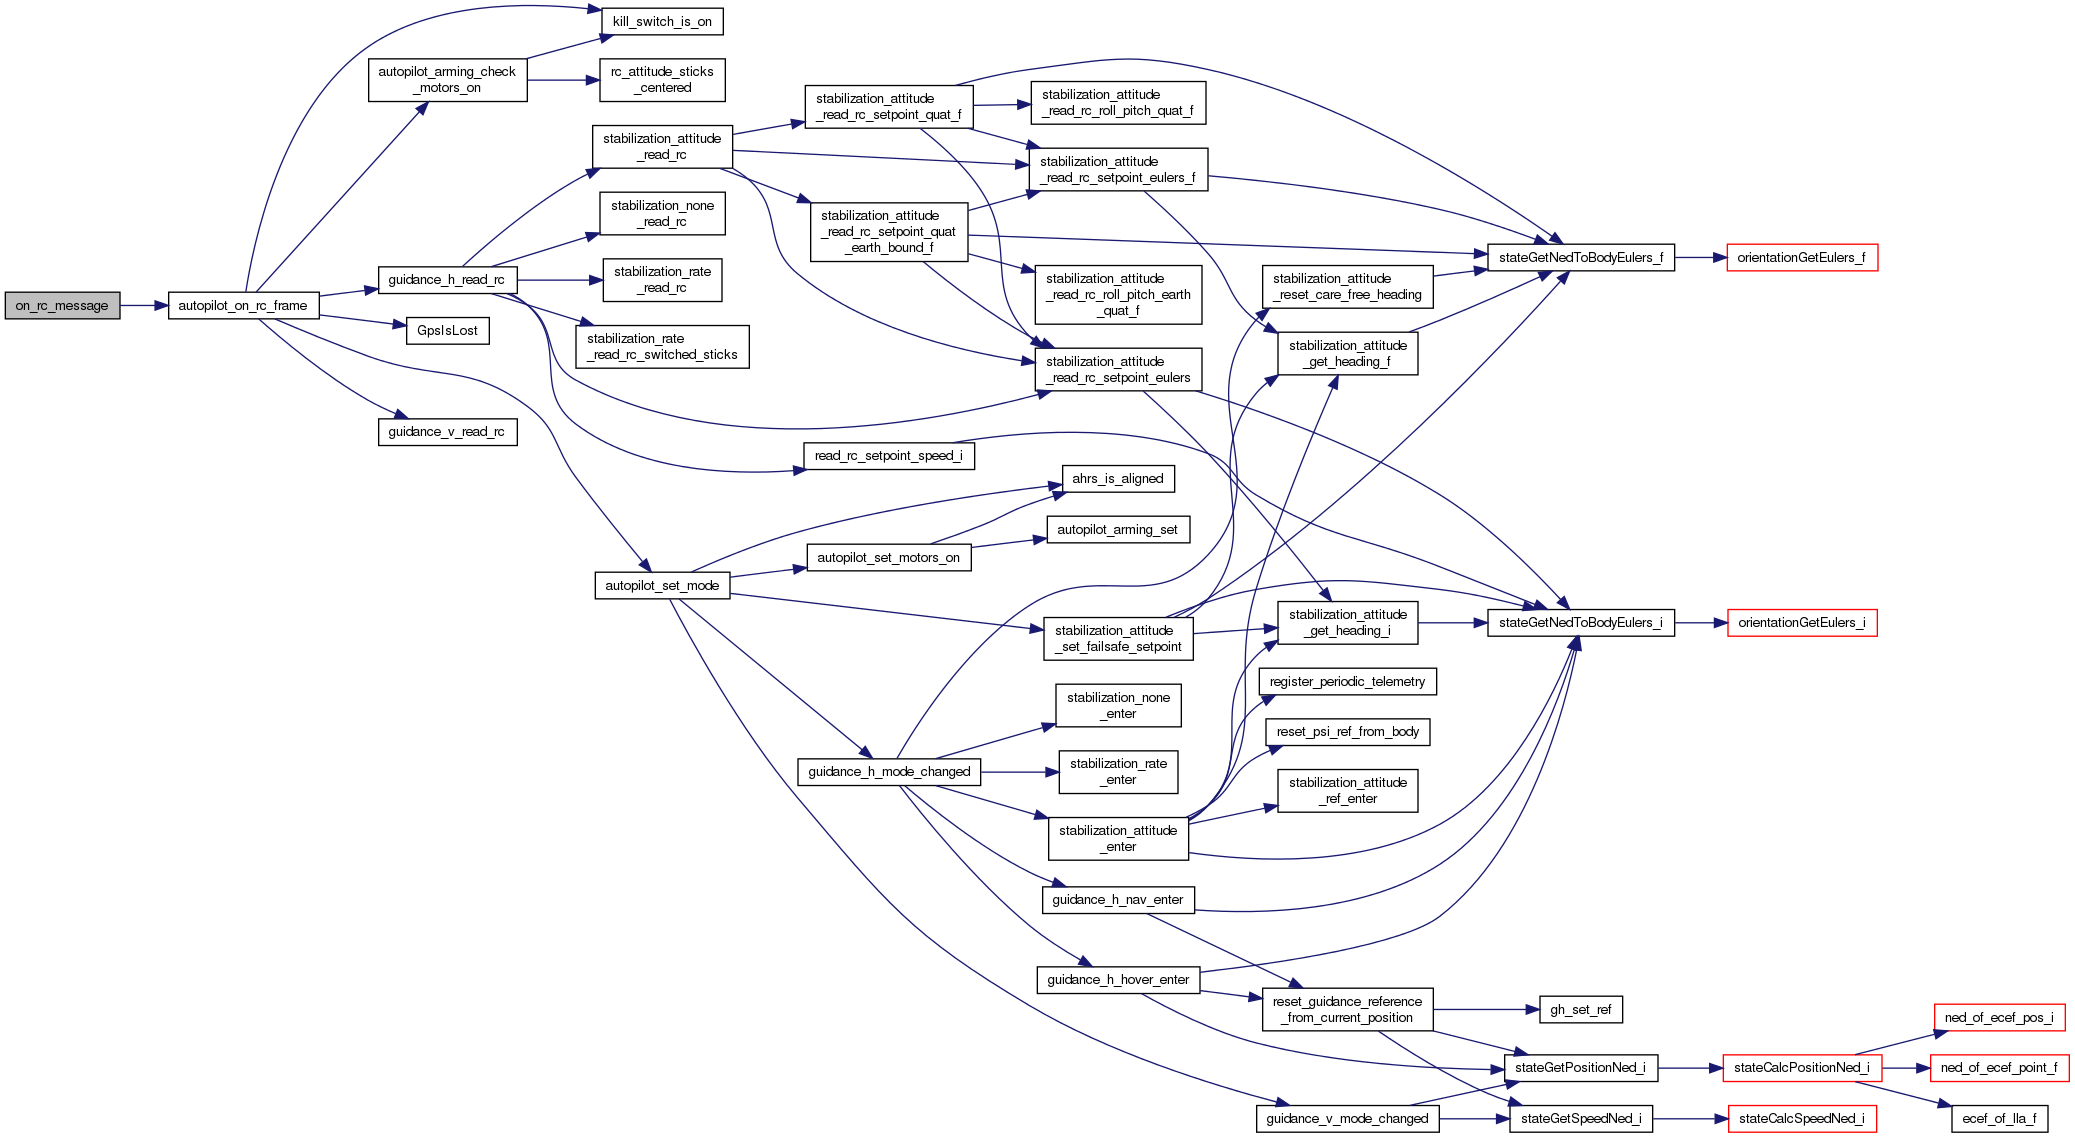 on_rc_message
autopilot_on_rc_frame
kill_switch_is_on
autopilot_arming_check
_motors_on
rc_attitude_sticks
_centered
guidance_h_read_rc
GpsIsLost
guidance_v_read_rc
stabilization_attitude
_read_rc
stabilization_none
_read_rc
stabilization_rate
_read_rc
stabilization_rate
_read_rc_switched_sticks
autopilot_set_mode
stabilization_attitude
_read_rc_setpoint_quat_f
stabilization_attitude
_read_rc_setpoint_quat
_earth_bound_f
read_rc_setpoint_speed_i
autopilot_set_motors_on
guidance_h_mode_changed
stabilization_attitude
_read_rc_roll_pitch_quat_f
stabilization_attitude
_read_rc_setpoint_eulers_f
stabilization_attitude
_read_rc_roll_pitch_earth
_quat_f
stabilization_attitude
_read_rc_setpoint_eulers
ahrs_is_aligned
autopilot_arming_set
stabilization_attitude
_set_failsafe_setpoint
stabilization_none
_enter
stabilization_rate
_enter
stabilization_attitude
_enter
guidance_h_nav_enter
guidance_h_hover_enter
stabilization_attitude
_reset_care_free_heading
stabilization_attitude
_get_heading_f
stabilization_attitude
_get_heading_i
register_periodic_telemetry
reset_psi_ref_from_body
stabilization_attitude
_ref_enter
reset_guidance_reference
_from_current_position
guidance_v_mode_changed
stateGetNedToBodyEulers_f
stateGetNedToBodyEulers_i
gh_set_ref
stateGetPositionNed_i
stateGetSpeedNed_i
orientationGetEulers_f
orientationGetEulers_i
stateCalcPositionNed_i
stateCalcSpeedNed_i
ned_of_ecef_pos_i
ned_of_ecef_point_f
ecef_of_lla_f